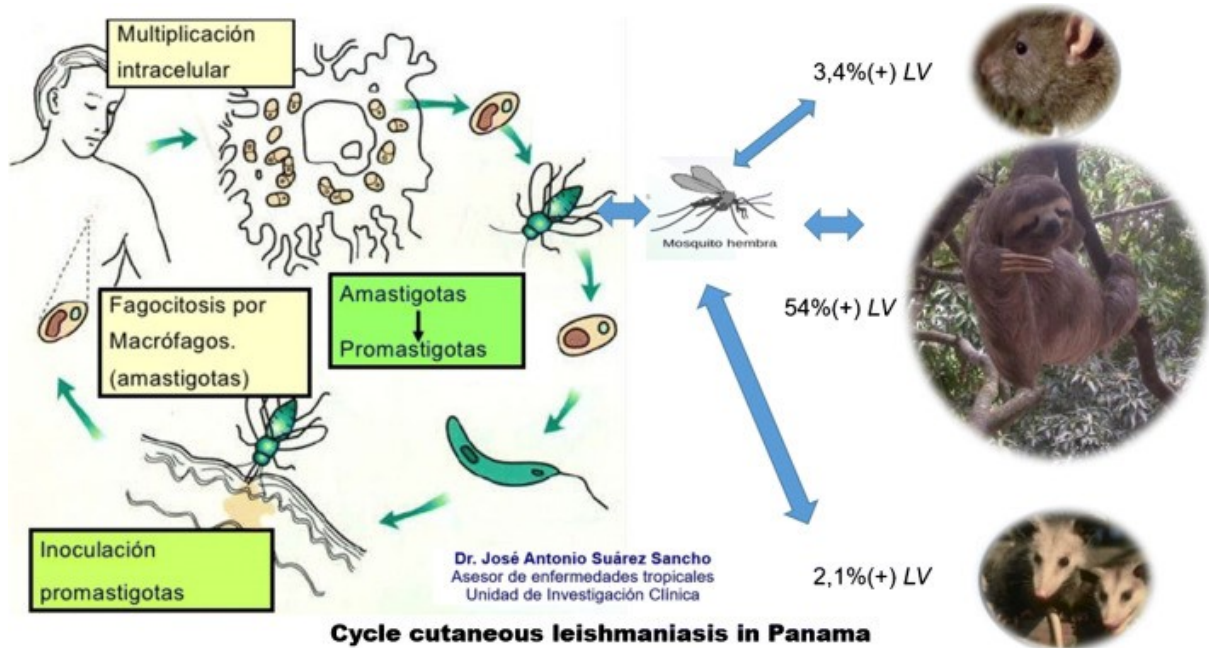 Multiplicación
intracelular
3,4%(+) LV
Mosquito hembra
54%(+) LV
Fagocitosis por
Macrófagos.
(amastigotas)
Amastigotas
Promastigotas
Inoculación
promastigotas
Dr. José Antonio Suárez Sancho
Asesor de enfermedades tropicales
Unidad de Investigación Clínica
2,1%(+) LV
Cycle cutaneous leishmaniasis in Panama